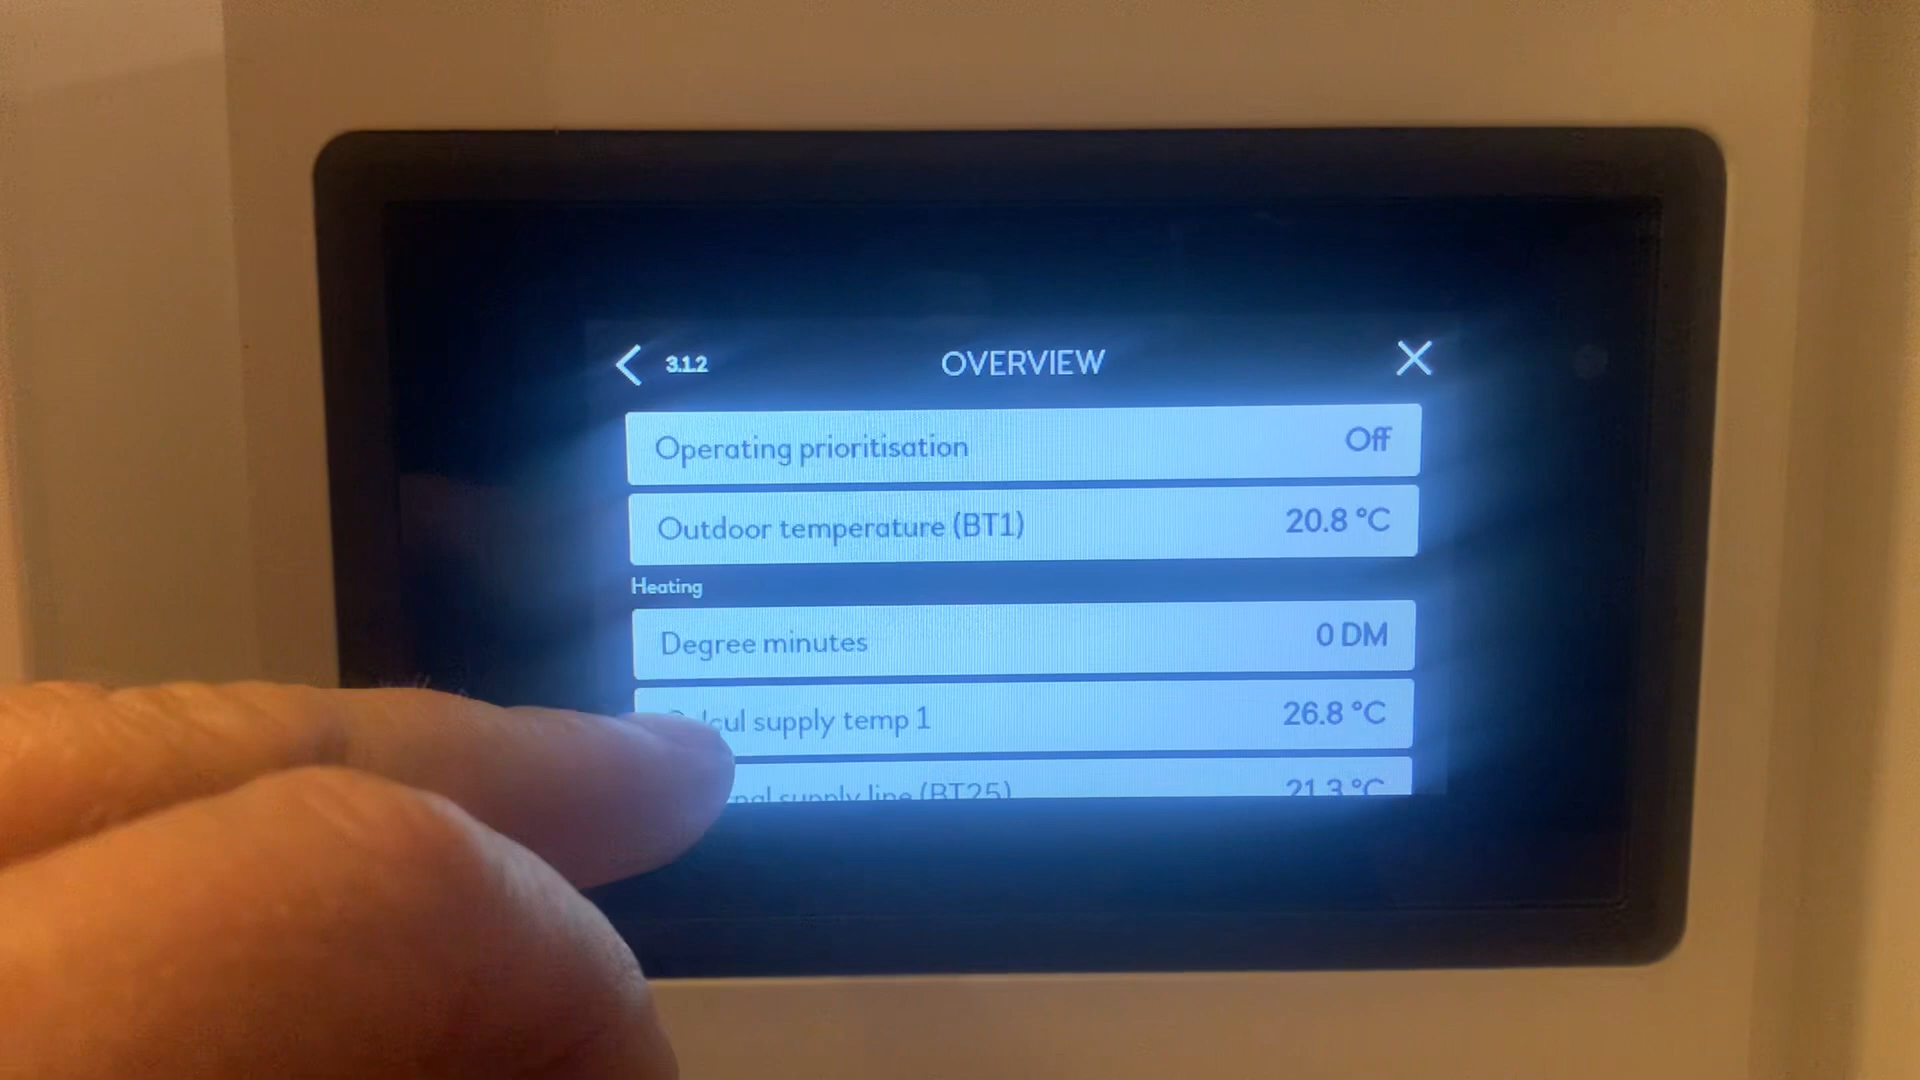 3.1.2 OVERVIEW
Operating prioritisation Off
Outdoor temperature (BT1) 20.8 °C
Heating
Degree minutes 0 DM
supply temp 1 26.8 °C
supply line (BT25) 21.3 °C